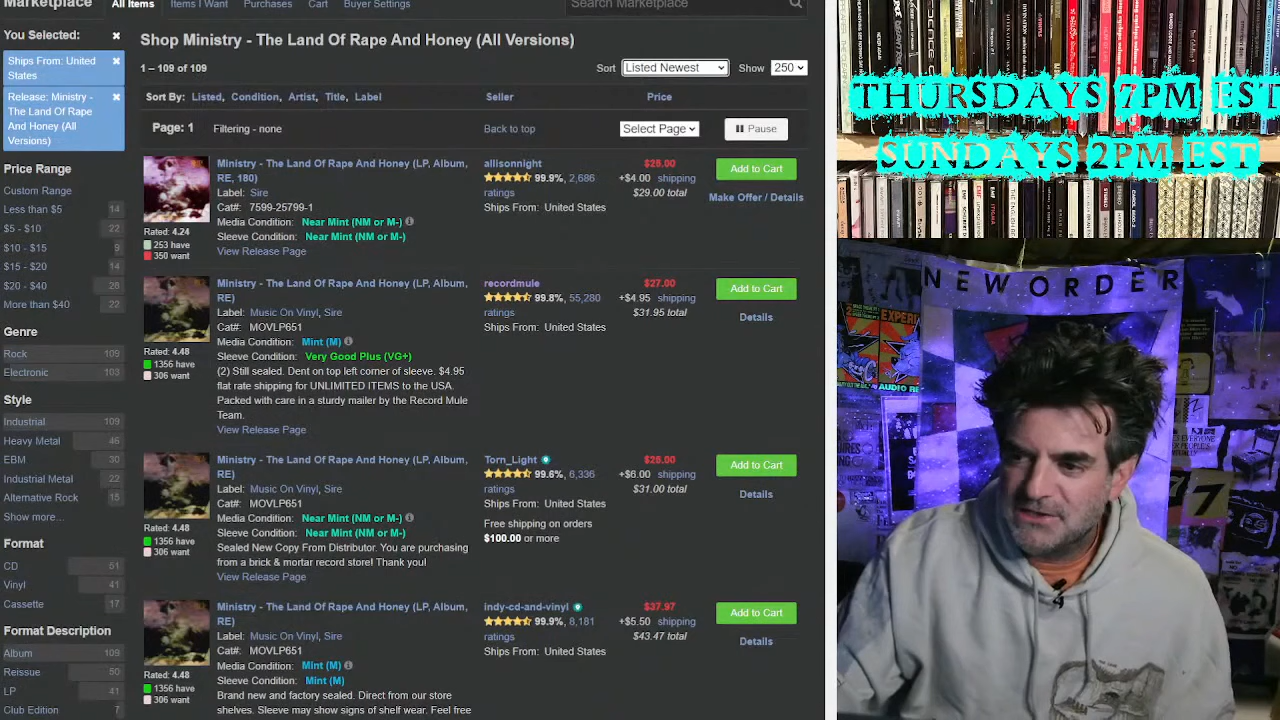 Marketplace
All Items
Items I Want
Purchases
Cart
Buyer Settings
Search Marketplace
You Selected:
Ships From: United
States
Release: Ministry -
The Land Of Rape
And Honey (All
Versions)
Price Range
Custom Range
Less than $5 14
$5 - $10 22
$10 - $15 9
$15 - $20 14
$20 - $40 28
More than $40 22
Genre
Rock 109
Electronic 103
Style
Industrial 109
Heavy Metal 46
EBM 30
Industrial Metal 22
Alternative Rock 15
Show more...
Format
CD 51
Vinyl 41
Cassette 17
Format Description
Album 109
Reissue 50
LP 41
Club Edition 7
Shop Ministry - The Land Of Rape And Honey (All Versions)
1 – 109 of 109
Sort Listed Newest Show 250
Sort By: Listed, Condition, Artist, Title, Label Seller Price
Page: 1 Filtering - none Back to top Select Page Pause
Ministry - The Land Of Rape And Honey (LP, Album,
RE, 180)
Label: Sire
Cat#: 7599-25799-1
Media Condition: Near Mint (NM or M-)
Sleeve Condition: Near Mint (NM or M-)
View Release Page
Rated: 4.24
253 have
350 want
allisonnight
99.9%, 2,686
ratings
Ships From: United States
$25.00
+$4.00 shipping
$29.00 total
Add to Cart
Make Offer / Details
Ministry - The Land Of Rape And Honey (LP, Album,
RE)
Label: Music On Vinyl, Sire
Cat#: MOVLP651
Media Condition: Mint (M)
Sleeve Condition: Very Good Plus (VG+)
(2) Still sealed. Dent on top left corner of sleeve. $4.95
flat rate shipping for UNLIMITED ITEMS to the USA.
Packed with care in a sturdy mailer by the Record Mule
Team.
View Release Page
Rated: 4.48
1356 have
306 want
recordmule
99.8%, 55,280
ratings
Ships From: United States
$27.00
+$4.95 shipping
$31.95 total
Add to Cart
Details
Ministry - The Land Of Rape And Honey (LP, Album,
RE)
Label: Music On Vinyl, Sire
Cat#: MOVLP651
Media Condition: Near Mint (NM or M-)
Sleeve Condition: Near Mint (NM or M-)
Sealed New Copy From Distributor. You are purchasing
from a brick & mortar record store! Thank you!
View Release Page
Rated: 4.48
1356 have
306 want
Torn_Light
99.6%, 6,336
ratings
Ships From: United States
Free shipping on orders
$100.00 or more
$25.00
+$6.00 shipping
$31.00 total
Add to Cart
Details
Ministry - The Land Of Rape And Honey (LP, Album,
RE)
Label: Music On Vinyl, Sire
Cat#: MOVLP651
Media Condition: Mint (M)
Sleeve Condition: Mint (M)
Brand new and factory sealed. Direct from our store
shelves. Sleeve may show signs of shelf wear. Feel free
Rated: 4.48
1356 have
306 want
indy-cd-and-vinyl
99.9%, 8,181
ratings
Ships From: United States
$37.97
+$5.50 shipping
$43.47 total
Add to Cart
Details
THURSDAYS 7PM EST
SUNDAYS 2PM EST
NEW ORDER